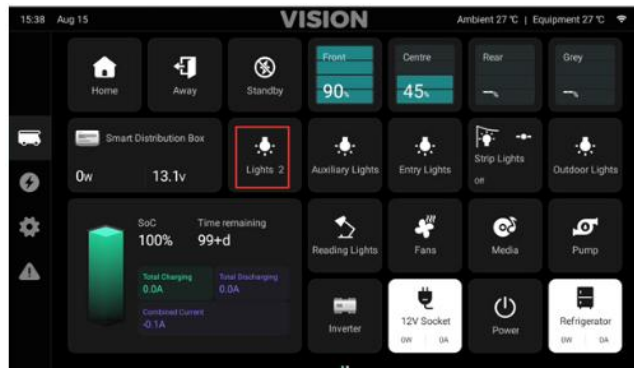 15:38 Aug 15 VISION Ambient 27 °C | Equipment 27 °C
Home Away Standby Front Centre Rear Grey
90% 45%
Smart Distribution Box
0W 13.1V
Lights 2 Auxiliary Lights Entry Lights Strip Lights Outdoor Lights
Off
SoC Time remaining
100% 99+d
Total Charging Total Discharging
0.0A 0.0A
Combined Current
-0.1A
Reading Lights Fans Media Pump
Inverter 12V Socket Power Refrigerator
0W 0A 0W 0A